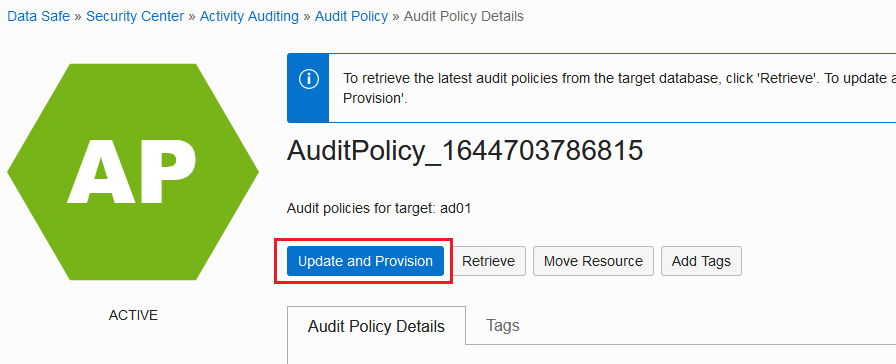 Data Safe » Security Center » Activity Auditing » Audit Policy » Audit Policy Details
AP
ACTIVE
To retrieve the latest audit policies from the target database, click 'Retrieve'. To update a
Provision'.
AuditPolicy_1644703786815
Audit policies for target: ad01
Update and Provision Retrieve Move Resource Add Tags
Audit Policy Details Tags